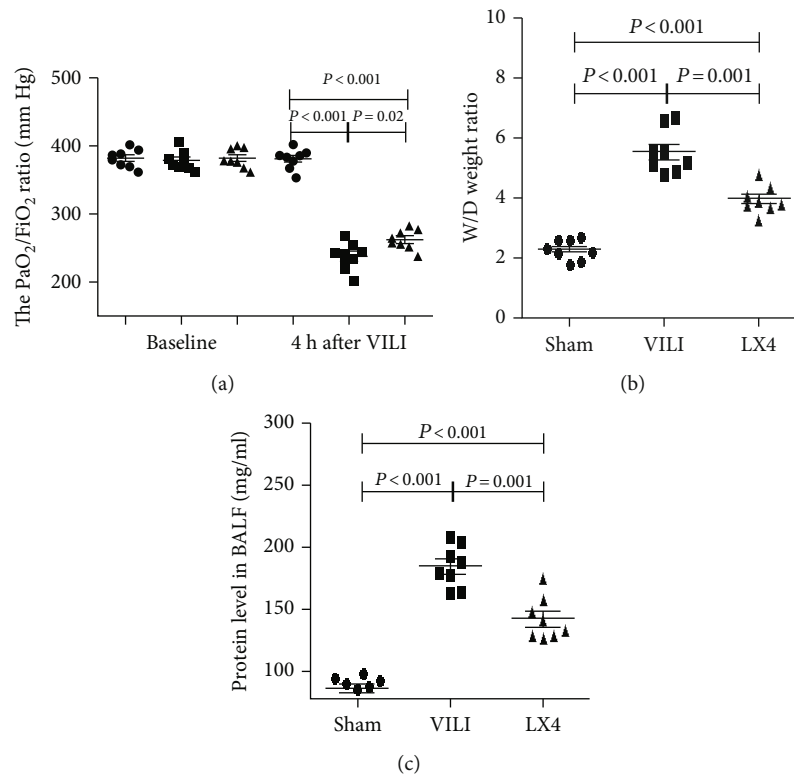 The PaO2/FiO2 ratio (mm Hg)
500
400
300
200
P < 0.001
P < 0.001
P = 0.02
Baseline
4 h after VILI
(a)
W/D weight ratio
10
8
6
4
2
0
P < 0.001
P < 0.001
P = 0.001
Sham
VILI
LX4
(b)
Protein level in BALF (mg/ml)
300
250
200
150
100
P < 0.001
P < 0.001
P = 0.001
Sham
VILI
LX4
(c)